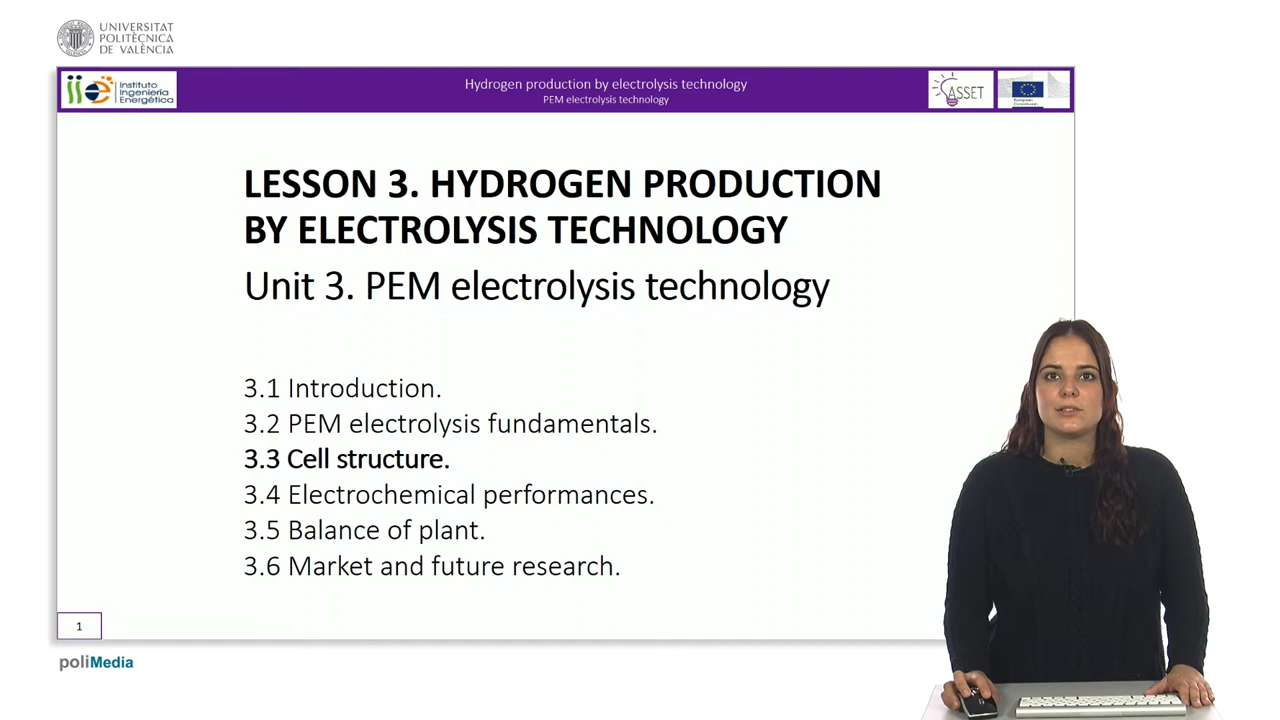 UNIVERSITAT
POLITÈCNICA
DE VALÈNCIA
Instituto
Ingeniería
Energética
Hydrogen production by electrolysis technology
PEM electrolysis technology
ASSET
European
Commission
LESSON 3. HYDROGEN PRODUCTION
BY ELECTROLYSIS TECHNOLOGY
Unit 3. PEM electrolysis technology
3.1 Introduction.
3.2 PEM electrolysis fundamentals.
3.3 Cell structure.
3.4 Electrochemical performances.
3.5 Balance of plant.
3.6 Market and future research.
1
poliMedia